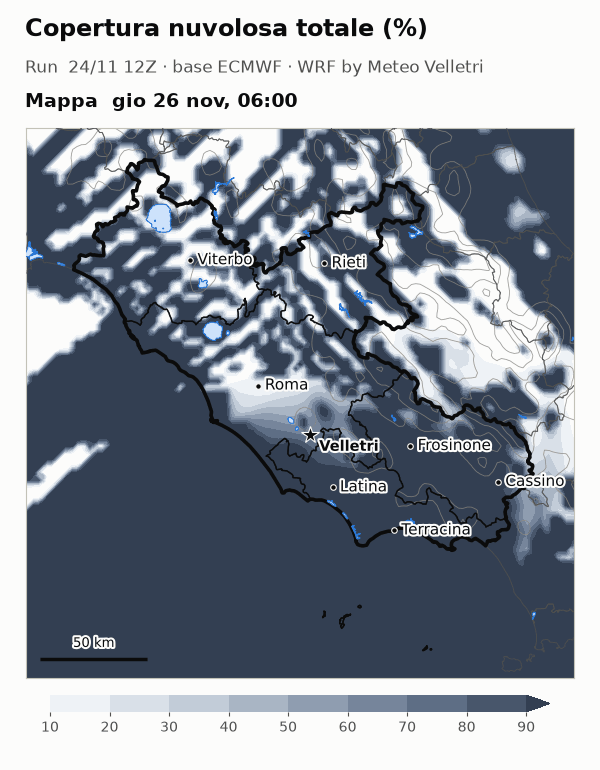 Copertura nuvolosa totale (%)
Run  24/11 12Z · base ECMWF · WRF by Meteo Velletri
Mappa  gio 26 nov, 06:00
Viterbo
Rieti
Roma
Velletri
Frosinone
Cassino
Latina
Terracina
50 km
10 20 30 40 50 60 70 80 90